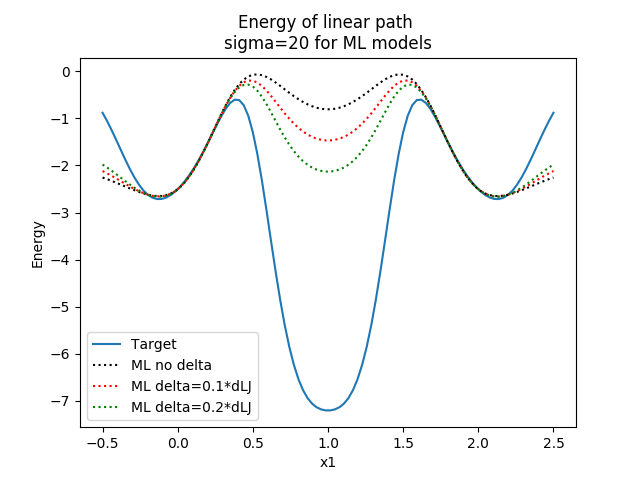 Energy of linear path
sigma=20 for ML models
Energy
0
−1
−2
−3
−4
−5
−6
−7
Target
ML no delta
ML delta=0.1*dLJ
ML delta=0.2*dLJ
−0.5 0.0 0.5 1.0 1.5 2.0 2.5
x1